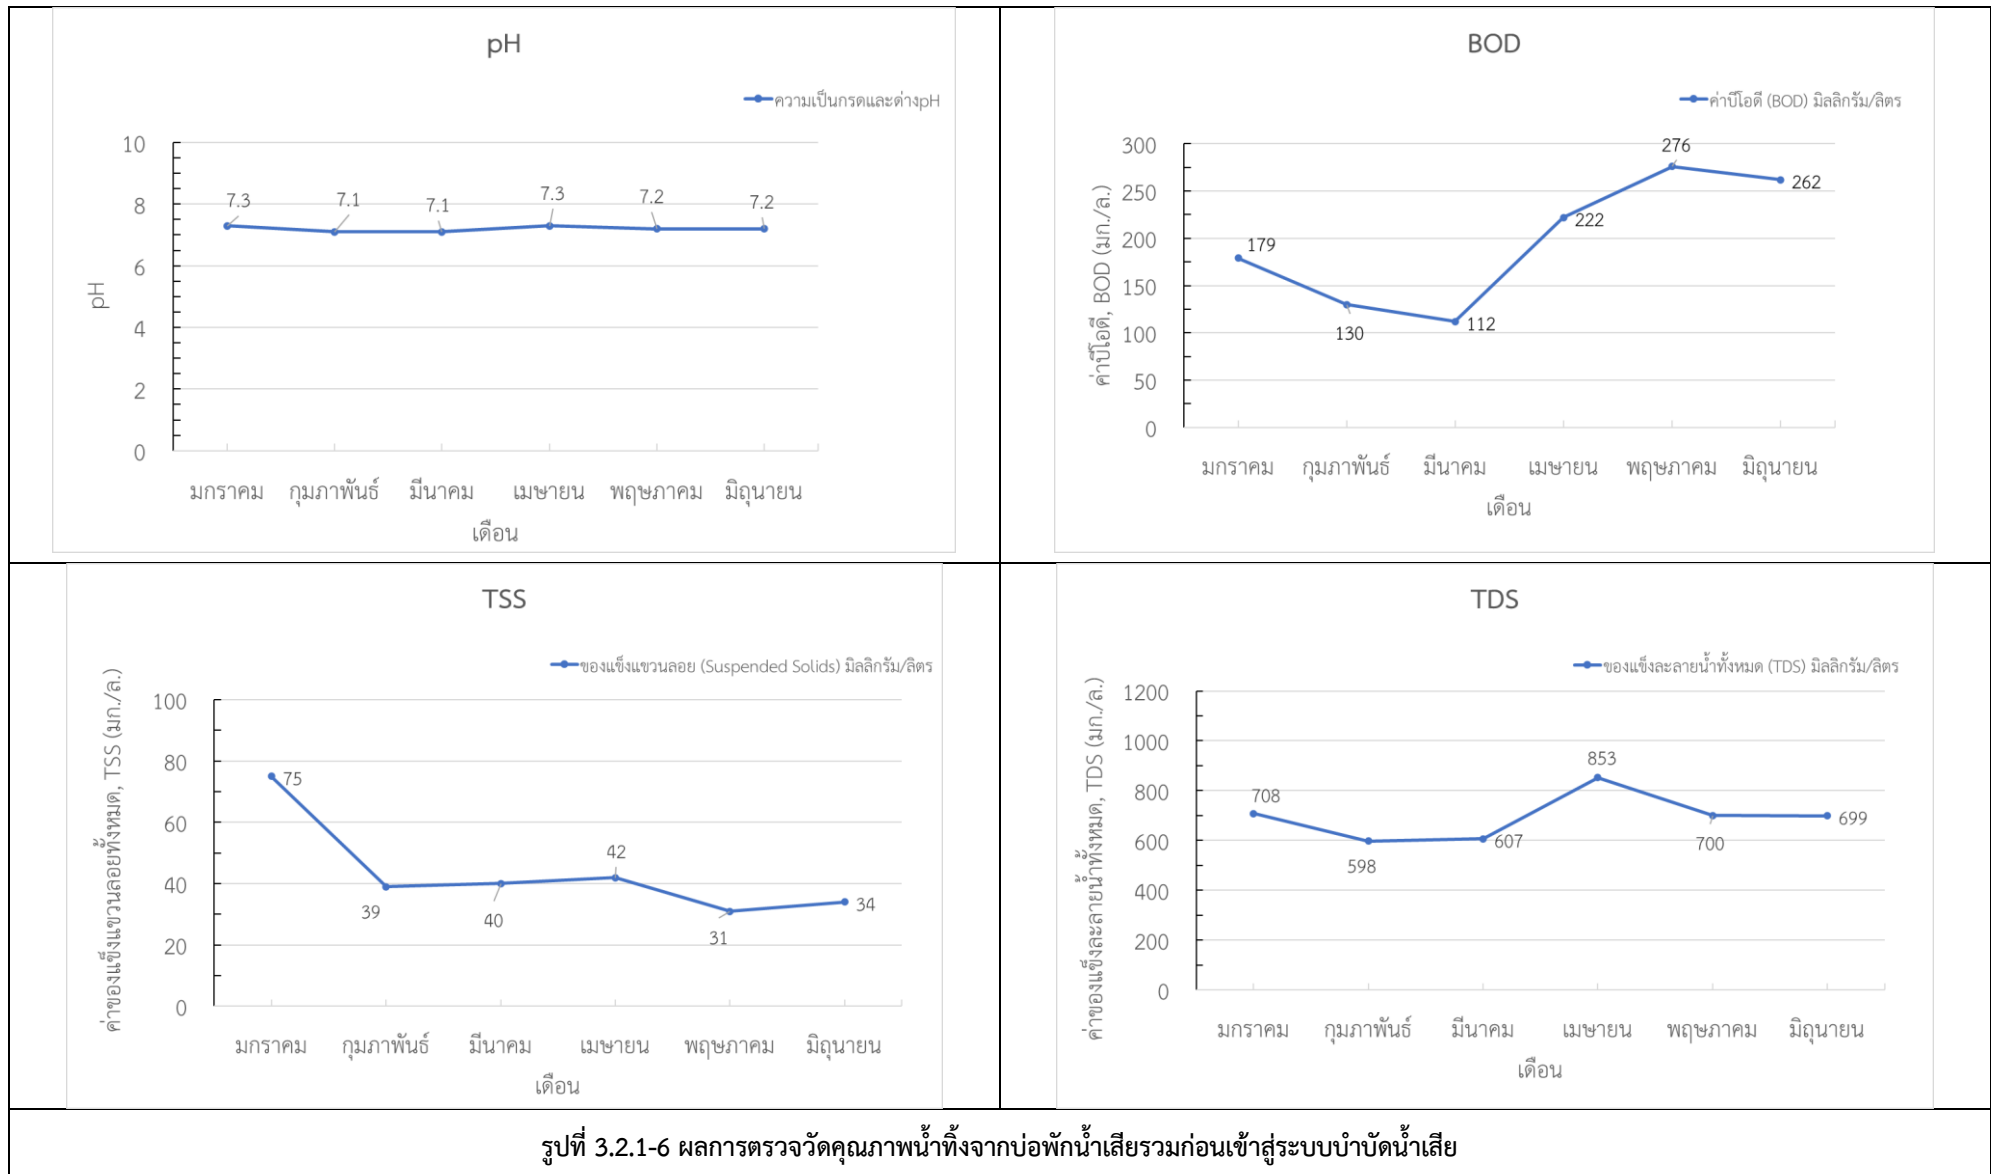 pH
ความเป็นกรดและด่างpH
10
8
6
4
2
0
pH
7.3
7.1
7.1
7.3
7.2
7.2
มกราคม กุมภาพันธ์ มีนาคม เมษายน พฤษภาคม มิถุนายน
เดือน
BOD
ค่าบีโอดี (BOD) มิลลิกรัม/ลิตร
300
250
200
150
100
50
0
ค่าบีโอดี, BOD (มก./ล.)
179
130
112
222
276
262
มกราคม กุมภาพันธ์ มีนาคม เมษายน พฤษภาคม มิถุนายน
เดือน
TSS
ของแข็งแขวนลอย (Suspended Solids) มิลลิกรัม/ลิตร
100
80
60
40
20
0
ค่าของแข็งแขวนลอยทั้งหมด, TSS (มก./ล.)
75
39
40
42
31
34
มกราคม กุมภาพันธ์ มีนาคม เมษายน พฤษภาคม มิถุนายน
เดือน
TDS
ของแข็งละลายน้ำทั้งหมด (TDS) มิลลิกรัม/ลิตร
1200
1000
800
600
400
200
0
ค่าของแข็งละลายน้ำทั้งหมด, TDS (มก./ล.)
708
598
607
853
700
699
มกราคม กุมภาพันธ์ มีนาคม เมษายน พฤษภาคม มิถุนายน
เดือน
รูปที่ 3.2.1-6 ผลการตรวจวัดคุณภาพน้ำทิ้งจากบ่อพักน้ำเสียรวมก่อนเข้าสู่ระบบบำบัดน้ำเสีย